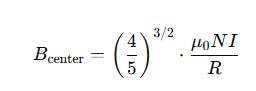 B_center = (4/5)^{3/2} · μ₀NI/R